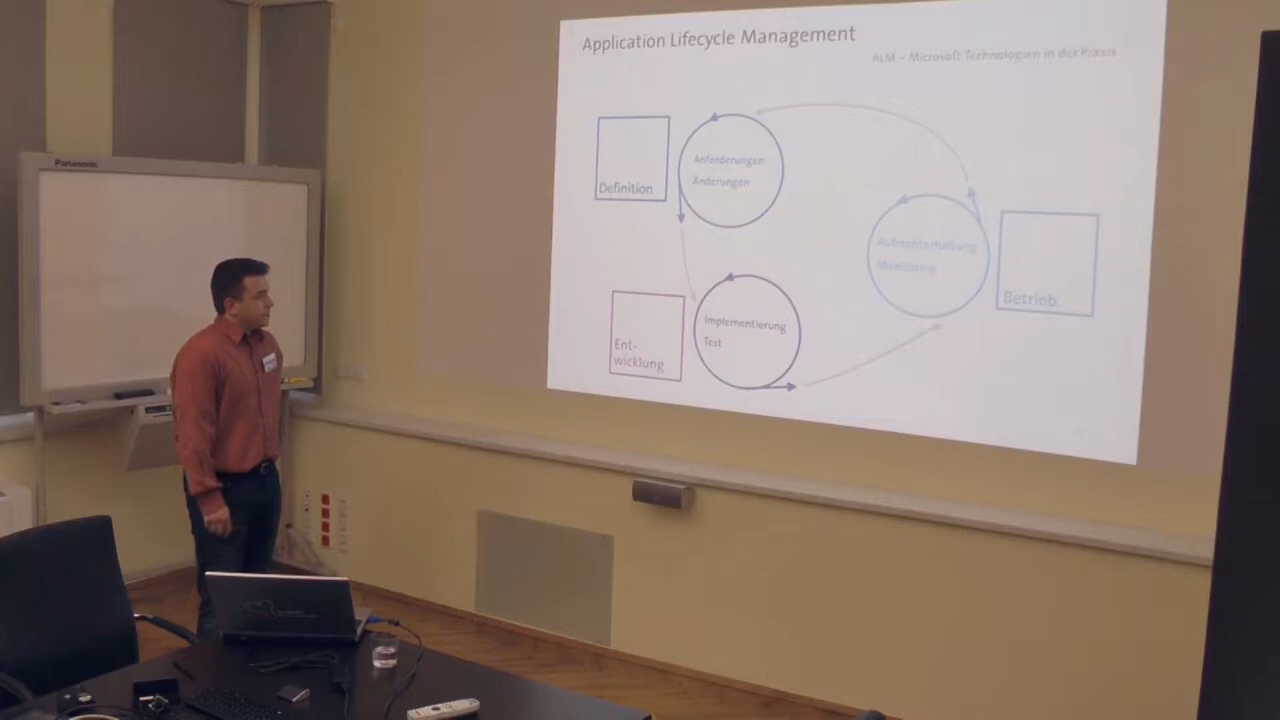 Panasonic
Application Lifecycle Management
ALM – Microsoft Technologien in der Praxis
Definition
Anforderungen
Änderungen
Aufrechterhaltung
Monitoring
Betrieb
Ent-
wicklung
Implementierung
Test